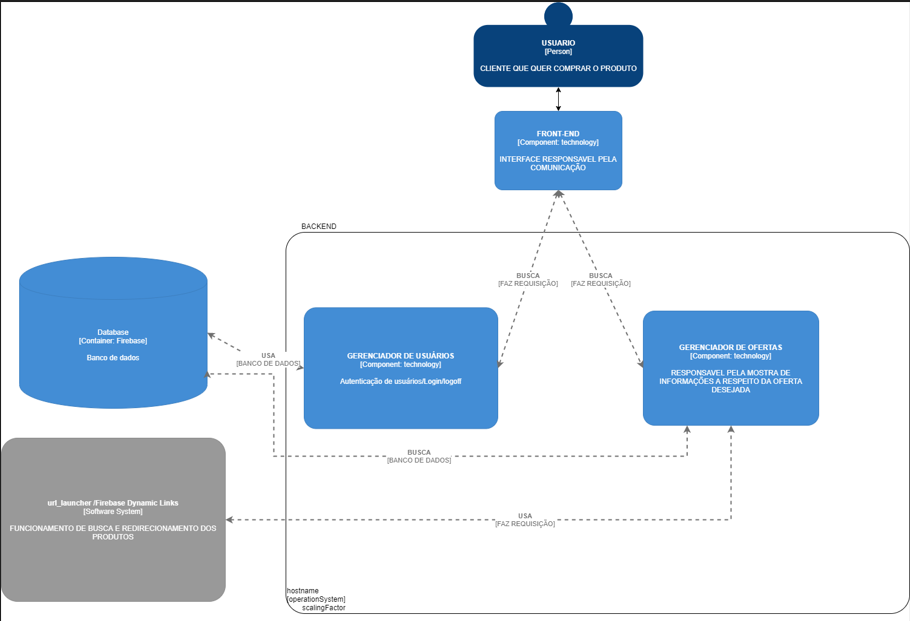 USUARIO
[Person]
CLIENTE QUE QUER COMPRAR O PRODUTO
FRONT-END
[Component: technology]
INTERFACE RESPONSAVEL PELA
COMUNICAÇÃO
BACKEND
BUSCA
[FAZ REQUISIÇÃO]
BUSCA
[FAZ REQUISIÇÃO]
Database
[Container: Firebase]
Banco de dados
USA
[BANCO DE DADOS]
GERENCIADOR DE USUÁRIOS
[Component: technology]
Autenticação de usuários/Login/logoff
GERENCIADOR DE OFERTAS
[Component: technology]
RESPONSAVEL PELA MOSTRA DE
INFORMAÇÕES A RESPEITO DA OFERTA
DESEJADA
BUSCA
[BANCO DE DADOS]
url_launcher /Firebase Dynamic Links
[Software System]
FUNCIONAMENTO DE BUSCA E REDIRECIONAMENTO DOS
PRODUTOS
USA
[FAZ REQUISIÇÃO]
hostname
[operationSystem]
scalingFactor